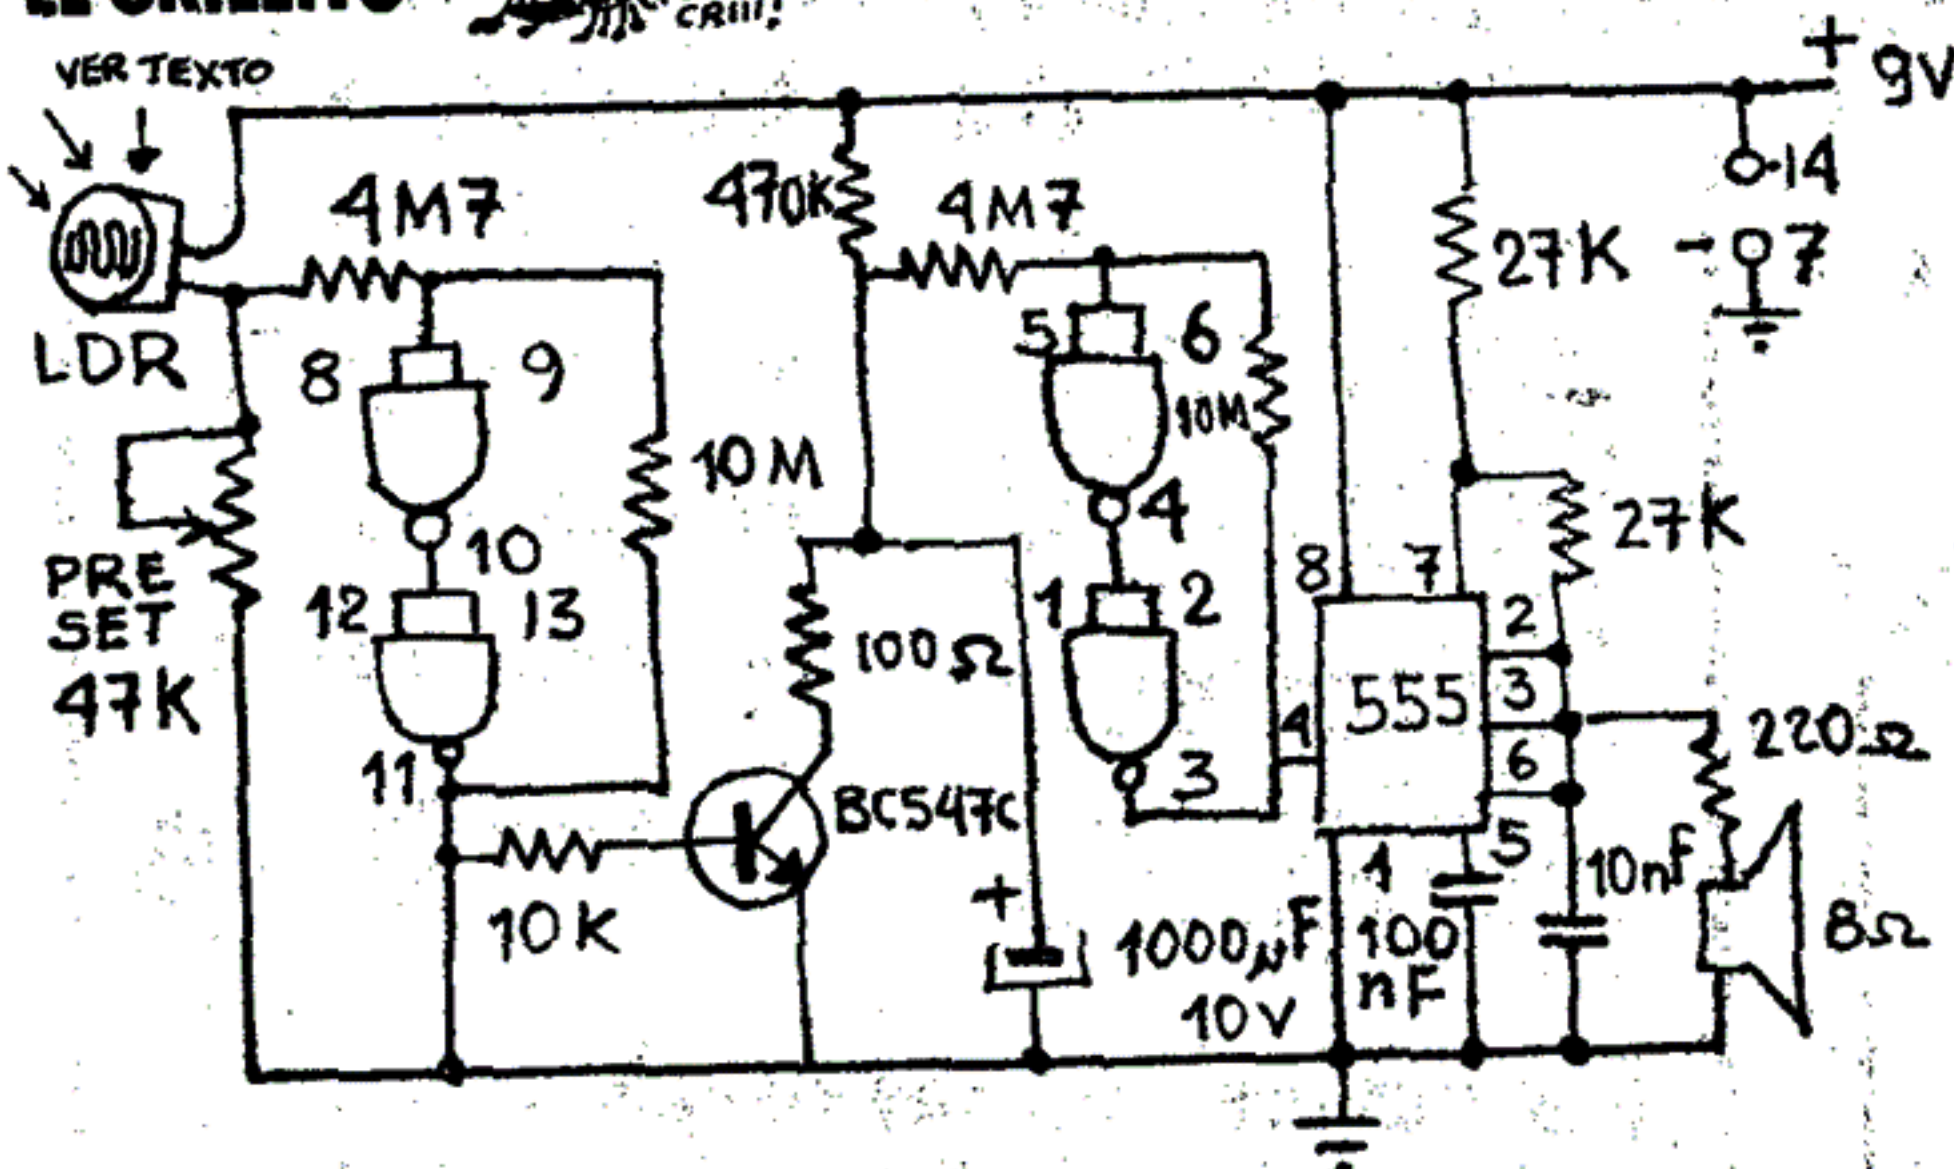 CRIII!
VER TEXTO
+ 9V
14
- 7
4M7
470K
4M7
27K
LDR
8
9
5
6
10M
10M
4
27K
PRE
SET
47K
10
12
13
100Ω
1
2
8
7
2
3
6
555
4
220Ω
11
3
BC547C
1
5
10nF
10K
+
1000µF
10V
100
nF
8Ω